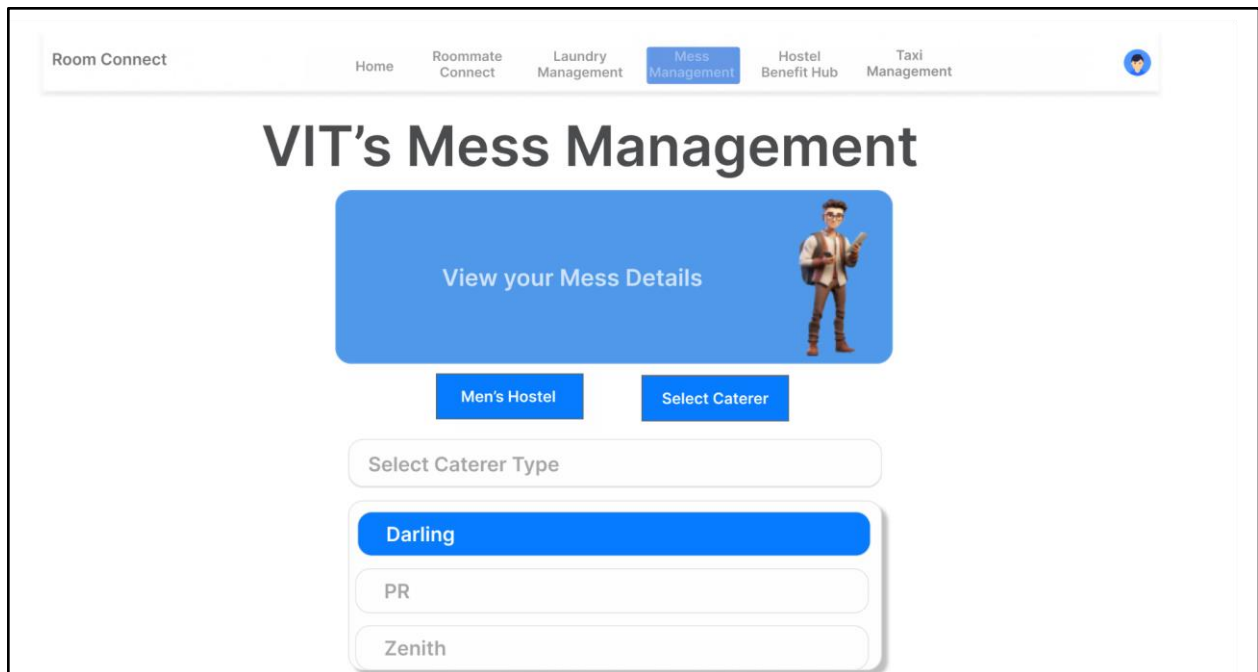 Room Connect
Home
Roommate
Connect
Laundry
Management
Mess
Management
Hostel
Benefit Hub
Taxi
Management
VIT's Mess Management
View your Mess Details
Men's Hostel
Select Caterer
Select Caterer Type
Darling
PR
Zenith